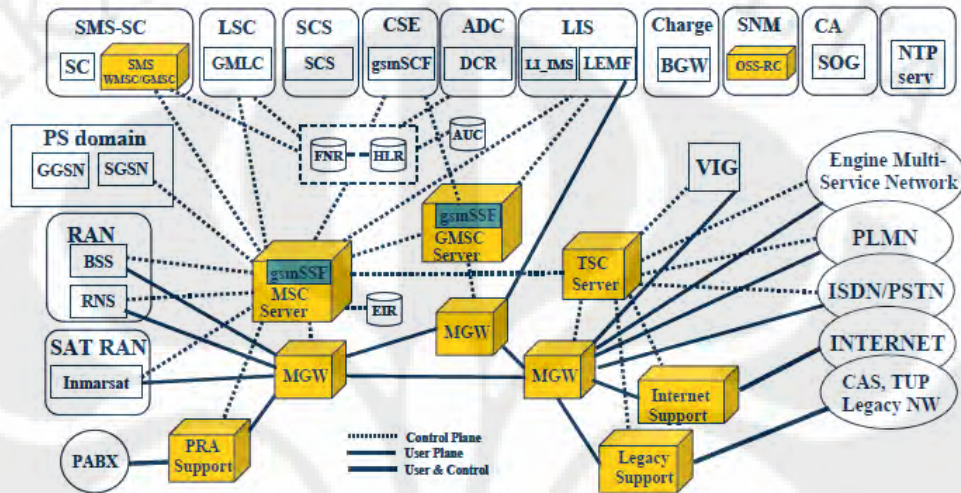 SMS-SC
SC
SMS
WMSC/GMSC
LSC
GMLC
SCS
SCS
CSE
gsmSCF
ADC
DCR
LIS
LI_IMS
LEMF
Charge
BGW
SNM
OSS-RC
CA
SOG
NTP
serv
PS domain
GGSN
SGSN
FNR
HLR
AUC
VIG
Engine Multi-
Service Network
gsmSSF
GMSC
Server
RAN
BSS
RNS
gsmSSF
MSC
Server
EIR
TSC
Server
PLMN
ISDN/PSTN
SAT RAN
Inmarsat
MGW
MGW
MGW
INTERNET
Internet
Support
CAS, TUP
Legacy NW
PABX
PRA
Support
Control Plane
User Plane
User & Control
Legacy
Support